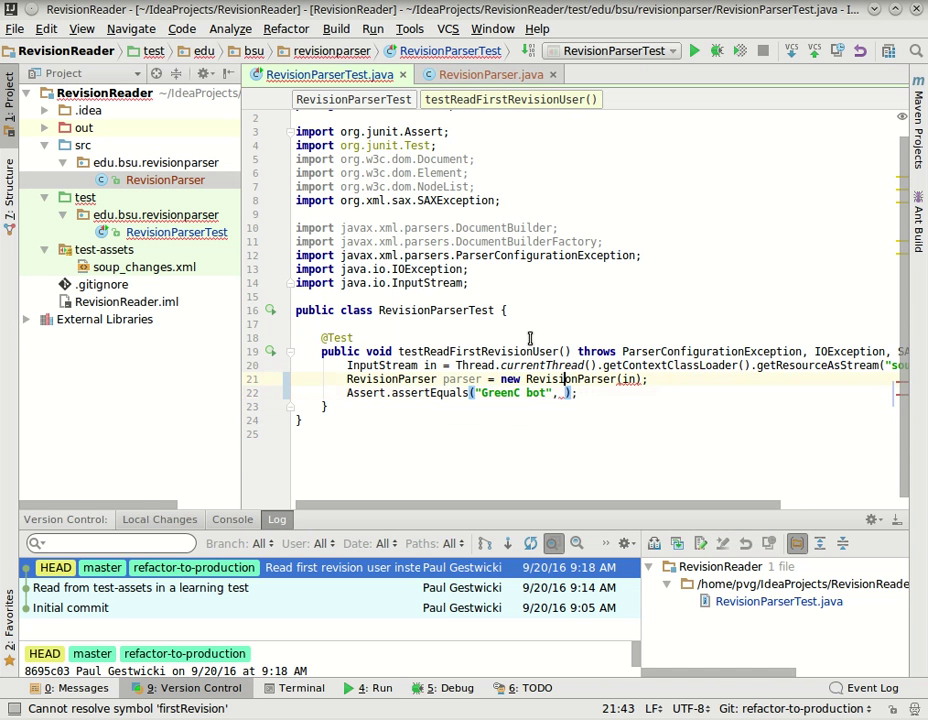 RevisionReader - [~/IdeaProjects/RevisionReader] - [RevisionReader] - ~/IdeaProjects/RevisionReader/test/edu/bsu/revisionparser/RevisionParserTest.java - I...
File Edit View Navigate Code Analyze Refactor Build Run Tools VCS Window Help
RevisionReader test edu bsu revisionparser RevisionParserTest RevisionParserTest
Project
RevisionParserTest.java RevisionParser.java
RevisionParserTest testReadFirstRevisionUser()
RevisionReader ~/IdeaProjects/
.idea
out
src
edu.bsu.revisionparser
RevisionParser
test
edu.bsu.revisionparser
RevisionParserTest
test-assets
soup_changes.xml
.gitignore
RevisionReader.iml
External Libraries
1: Project
7: Structure
2: Favorites
2
3 import org.junit.Assert;
4 import org.junit.Test;
5 import org.w3c.dom.Document;
6 import org.w3c.dom.Element;
7 import org.w3c.dom.NodeList;
8 import org.xml.sax.SAXException;
9
10 import javax.xml.parsers.DocumentBuilder;
11 import javax.xml.parsers.DocumentBuilderFactory;
12 import javax.xml.parsers.ParserConfigurationException;
13 import java.io.IOException;
14 import java.io.InputStream;
15
16 public class RevisionParserTest {
17
18 @Test
19 public void testReadFirstRevisionUser() throws ParserConfigurationException, IOException, SA
20 InputStream in = Thread.currentThread().getContextClassLoader().getResourceAsStream("sou
21 RevisionParser parser = new RevisionParser(in);
22 Assert.assertEquals("GreenC bot", );
23 }
24 }
25
Maven Projects
Ant Build
Version Control: Local Changes Console Log
Branch: All User: All Date: All Paths: All
HEAD master refactor-to-production Read first revision user inste Paul Gestwicki 9/20/16 9:18 AM
Read from test-assets in a learning test Paul Gestwicki 9/20/16 9:14 AM
Initial commit Paul Gestwicki 9/20/16 9:05 AM
HEAD master refactor-to-production
8695c03 Paul Gestwicki on 9/20/16 at 9:18 AM
RevisionReader 1 file
/home/pvg/IdeaProjects/RevisionReade
RevisionParserTest.java
0: Messages 9: Version Control Terminal 4: Run 5: Debug 6: TODO Event Log
Cannot resolve symbol 'firstRevision' 21:43 LF UTF-8 Git: refactor-to-production